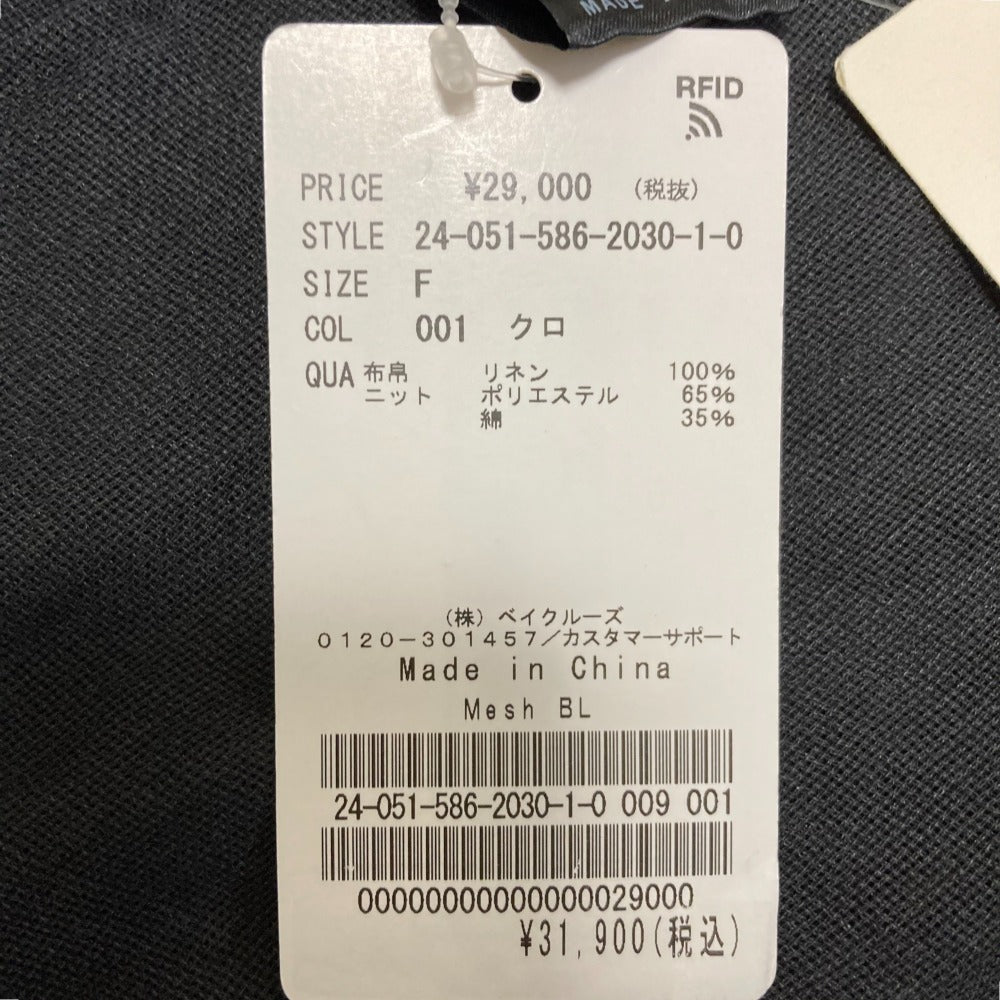 MADE
RFID
PRICE ¥29,000 (税抜)
STYLE 24-051-586-2030-1-0
SIZE F
COL 001 クロ
QUA 布帛 リネン 100%
ニット ポリエステル 65%
綿 35%
(株) ベイクルーズ
0120-301457/カスタマーサポート
Made in China
Mesh BL
24-051-586-2030-1-0 009 001
00000000000000029000
¥31,900(税込)